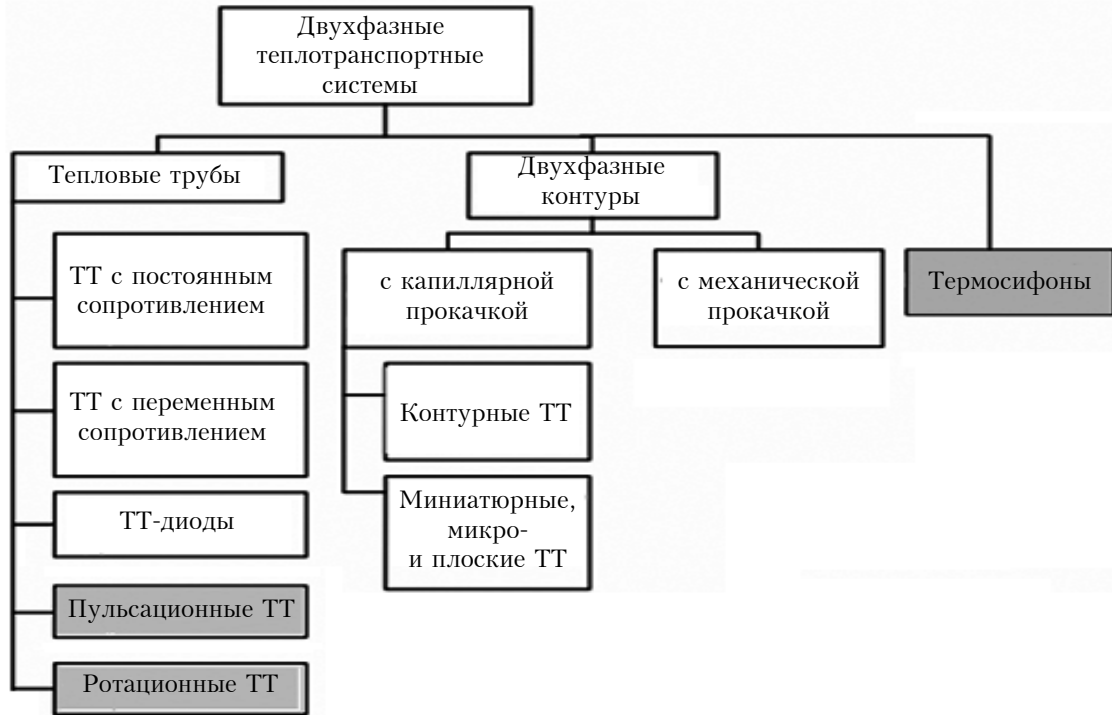 Двухфазные
теплотранспортные
системы
Тепловые трубы
Двухфазные
контуры
ТТ с постоянным
сопротивлением
с капиллярной
прокачкой
с механической
прокачкой
Термосифоны
ТТ с переменным
сопротивлением
Контурные ТТ
ТТ-диоды
Миниатюрные,
микро-
и плоские ТТ
Пульсационные ТТ
Ротационные ТТ